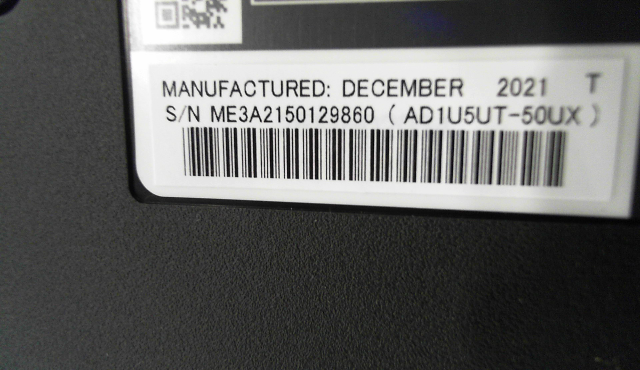 MANUFACTURED: DECEMBER 2021 T
S/N ME3A2150129860 ( AD1U5UT-50UX )